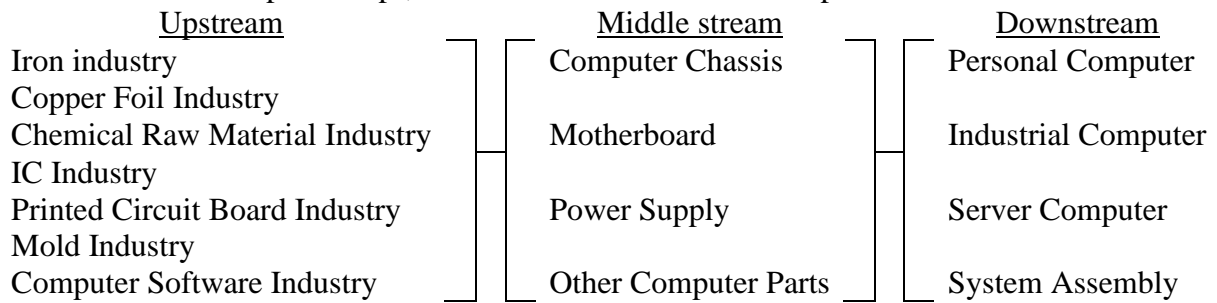 Upstream Middle stream Downstream
Iron industry Computer Chassis Personal Computer
Copper Foil Industry
Chemical Raw Material Industry Motherboard Industrial Computer
IC Industry
Printed Circuit Board Industry Power Supply Server Computer
Mold Industry
Computer Software Industry Other Computer Parts System Assembly